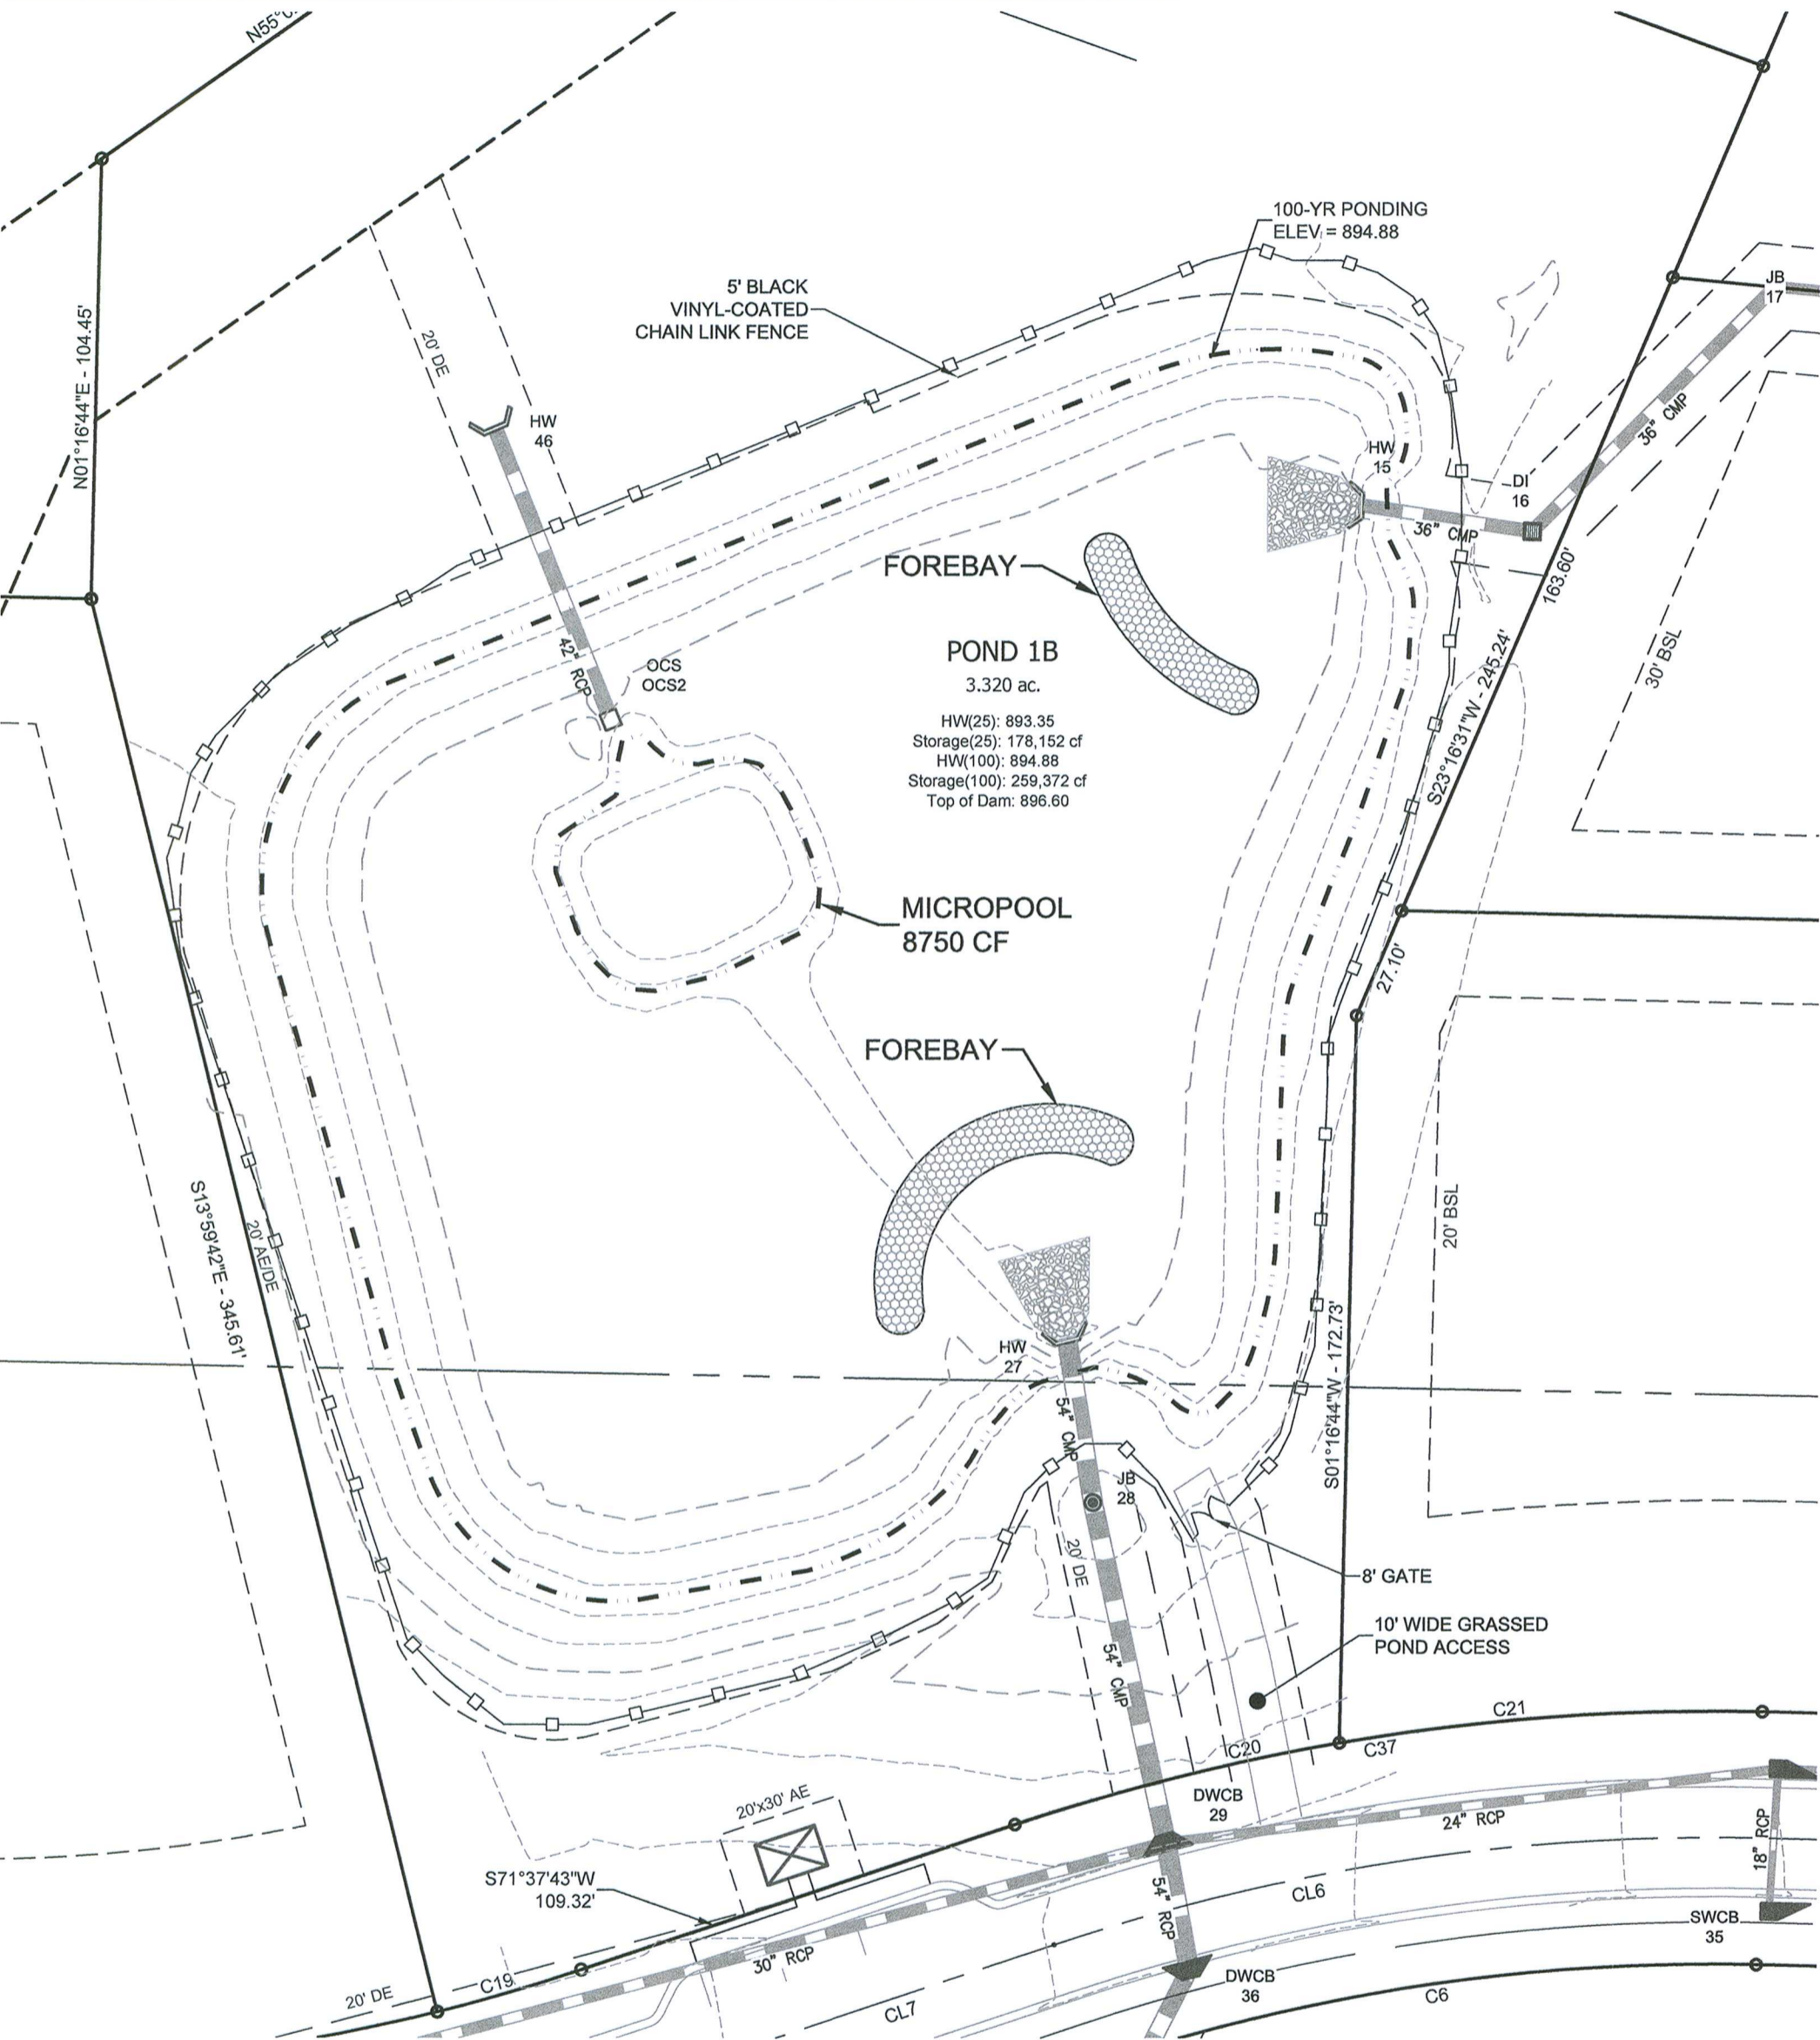 N55°
N01°16'44"E - 104.45'
20' DE
5' BLACK
VINYL-COATED
CHAIN LINK FENCE
100-YR PONDING
ELEV = 894.88
JB
17
HW
46
36" CMP
HW
15
DI
16
36" CMP
FOREBAY
163.60'
42" RCP
OCS
OCS2
POND 1B
3.320 ac.
HW(25): 893.35
Storage(25): 178,152 cf
HW(100): 894.88
Storage(100): 259,372 cf
Top of Dam: 896.60
S23°16'31"W - 245.24'
30' BSL
MICROPOOL
8750 CF
27.10'
FOREBAY
S13°59'42"E - 345.61'
20' AE/DE
20' BSL
HW
27
S01°16'44"W - 172.73'
54" CMP
JB
28
20' DE
8' GATE
10' WIDE GRASSED
POND ACCESS
54" CMP
C21
C20
C37
DWCB
29
20'x30' AE
24" RCP
18" RCP
S71°37'43"W
109.32'
CL6
54" RCP
SWCB
35
30" RCP
C19
20' DE
DWCB
36
CL7
C6